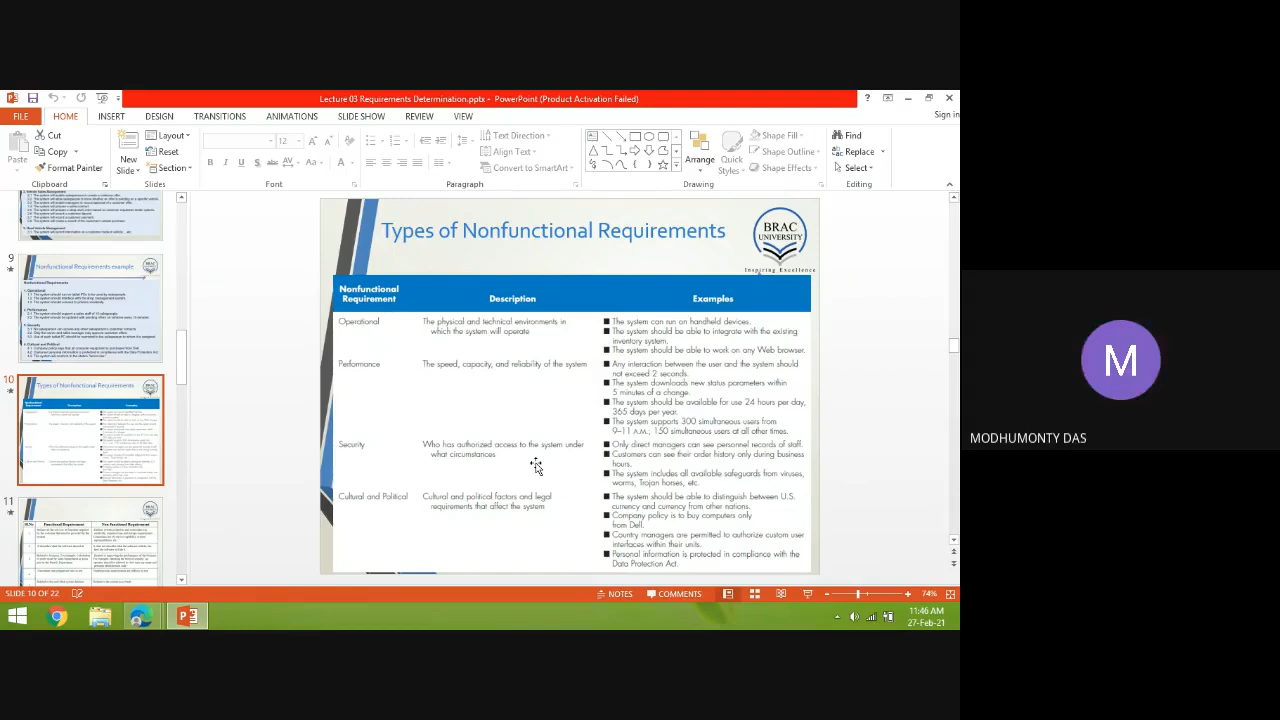 Lecture 03 Requirements Determination.pptx - PowerPoint (Product Activation Failed)
FILE HOME INSERT DESIGN TRANSITIONS ANIMATIONS SLIDE SHOW REVIEW VIEW Sign in
Paste
Cut
Copy
Format Painter
Clipboard
New Slide
Layout
Reset
Section
Slides
12
Font
Text Direction
Align Text
Convert to SmartArt
Paragraph
Arrange
Quick Styles
Shape Fill
Shape Outline
Shape Effects
Drawing
Find
Replace
Select
Editing
9
Nonfunctional Requirements example
10
Types of Nonfunctional Requirements
11
Functional Requirement
Non Functional Requirement
Types of Nonfunctional Requirements
BRAC
UNIVERSITY
Inspiring Excellence
Nonfunctional
Requirement Description Examples
Operational
The physical and technical environments in
which the system will operate
■ The system can run on handheld devices.
■ The system should be able to integrate with the existing
inventory system.
■ The system should be able to work on any Web browser.
Performance
The speed, capacity, and reliability of the system
■ Any interaction between the user and the system should
not exceed 2 seconds.
■ The system downloads new status parameters within
5 minutes of a change.
■ The system should be available for use 24 hours per day,
365 days per year.
■ The system supports 300 simultaneous users from
9–11 A.M.; 150 simultaneous users at all other times.
Security
Who has authorized access to the system under
what circumstances
■ Only direct managers can see personnel records of staff.
■ Customers can see their order history only during business
hours.
■ The system includes all available safeguards from viruses,
worms, Trojan horses, etc.
Cultural and Political
Cultural and political factors and legal
requirements that affect the system
■ The system should be able to distinguish between U.S.
currency and currency from other nations.
■ Company policy is to buy computers only
from Dell.
■ Country managers are permitted to authorize custom user
interfaces within their units.
■ Personal information is protected in compliance with the
Data Protection Act.
M
MODHUMONTY DAS
SLIDE 10 OF 22
NOTES
COMMENTS
74%
11:46 AM
27-Feb-21